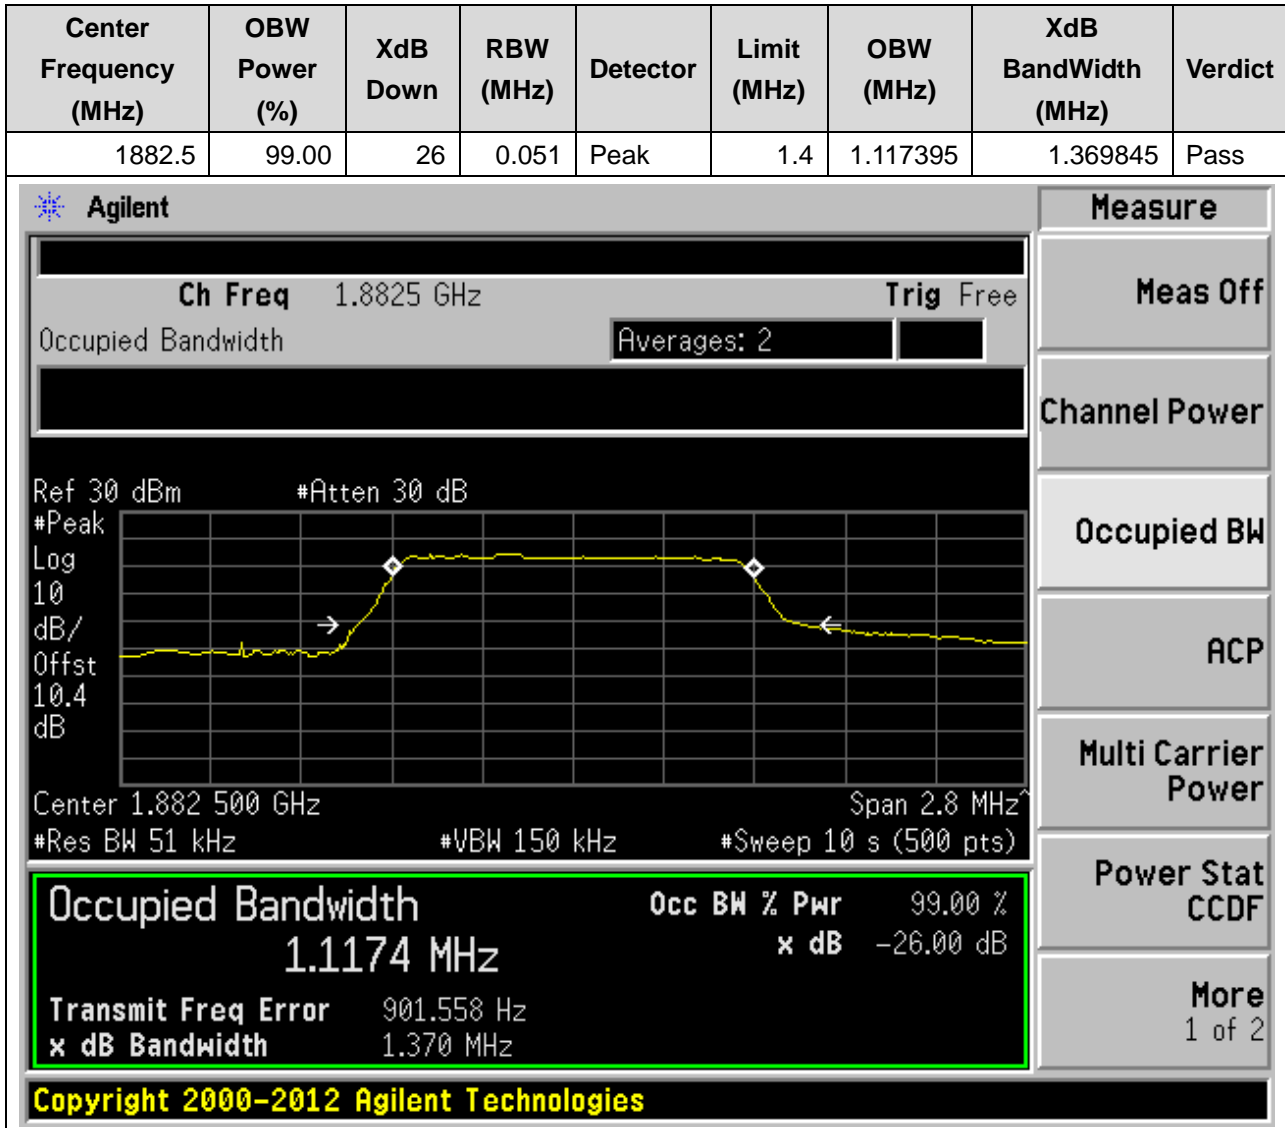 Center Frequency (MHz) OBW Power (%) XdB Down RBW (MHz) Detector Limit (MHz) OBW (MHz) XdB BandWidth (MHz) Verdict
1882.5 99.00 26 0.051 Peak 1.4 1.117395 1.369845 Pass
Agilent
Measure
Ch Freq 1.8825 GHz Trig Free
Meas Off
Occupied Bandwidth Averages: 2
Channel Power
Ref 30 dBm #Atten 30 dB
#Peak
Log
10
dB/
Offst
10.4
dB
Occupied BW
ACP
Multi Carrier
Power
Center 1.882 500 GHz Span 2.8 MHz^
#Res BW 51 kHz #VBW 150 kHz #Sweep 10 s (500 pts)
Power Stat
CCDF
Occupied Bandwidth Occ BW % Pwr 99.00 %
1.1174 MHz x dB -26.00 dB
Transmit Freq Error 901.558 Hz
x dB Bandwidth 1.370 MHz
More
1 of 2
Copyright 2000-2012 Agilent Technologies